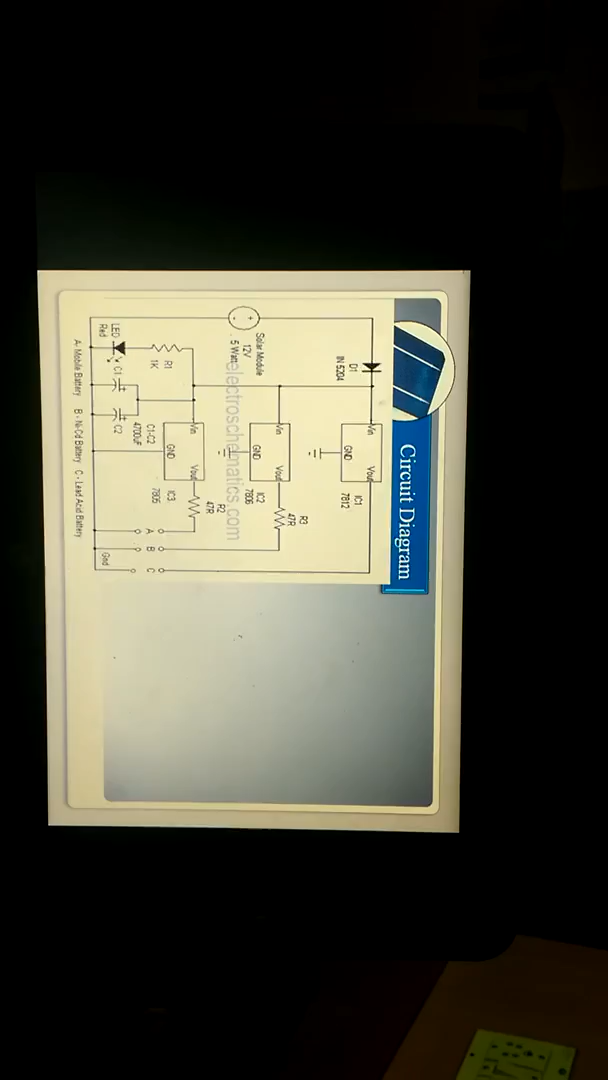 Circuit Diagram
D1
IN 5204
Vin
Vout
GND
IC1
7812
Solar Module
12V
5 Watt
Vin
Vout
GND
IC2
7806
R3
47R
electroschematics.com
R1
1K
Vin
Vout
GND
IC3
7805
R2
47R
LED
Red
C1
C2
C1-C2
4700uF
A
B
C
Gnd
A- Mobile Battery B - Ni-Cd Battery C - Lead Acid Battery